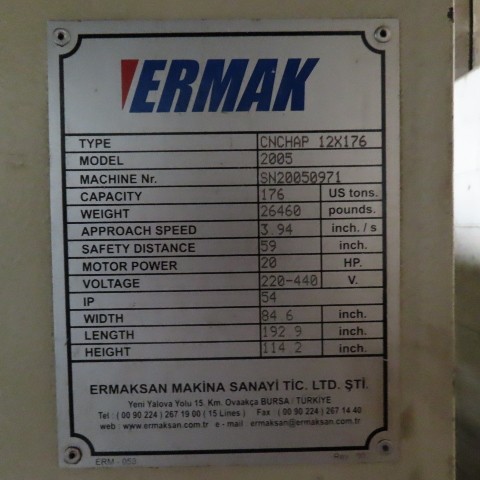 ERMAK
TYPE CNCHAP 12X176
MODEL 2005
MACHINE Nr. SN20050971
CAPACITY 176 US tons.
WEIGHT 26460 pounds.
APPROACH SPEED 3.94 inch. / s
SAFETY DISTANCE 59 inch.
MOTOR POWER 20 HP.
VOLTAGE 220-440 V.
IP 54
WIDTH 84.6 inch.
LENGTH 192.9 inch.
HEIGHT 114.2 inch.
ERMAKSAN MAKİNA SANAYİ TİC. LTD. ŞTİ.
Yeni Yalova Yolu 15. Km. Ovaakça BURSA / TÜRKİYE
Tel : ( 00 90 224 ) 267 19 00 ( 15 Lines ) Fax ( 00 90 224 ) 267 14 40
web : www.ermaksan.com.tr e - mail : ermaksan@ermaksan.com.tr
ERM - 053 Rev